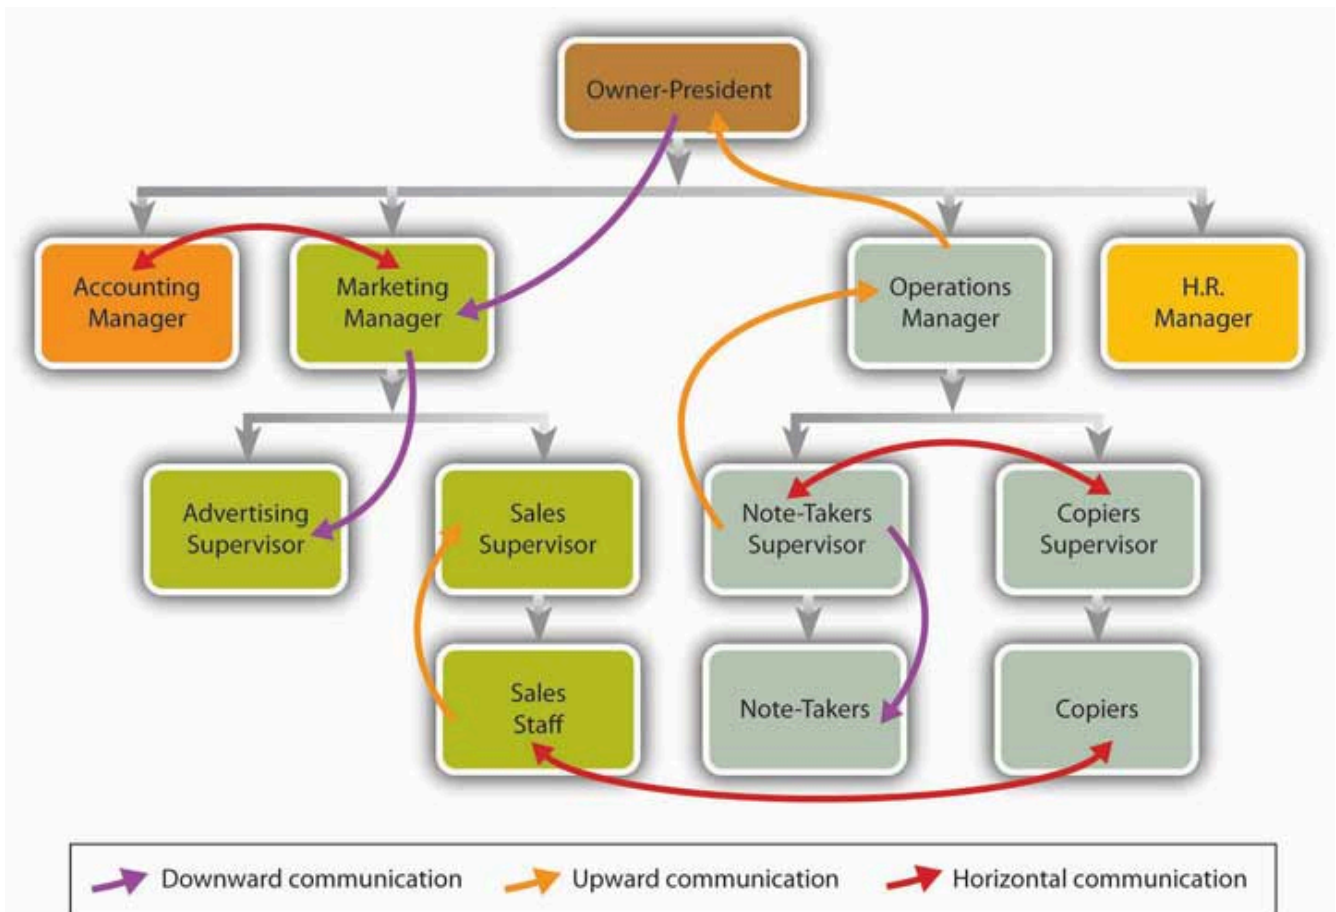 Owner-President
Accounting
Manager
Marketing
Manager
Operations
Manager
H.R.
Manager
Advertising
Supervisor
Sales
Supervisor
Note-Takers
Supervisor
Copiers
Supervisor
Sales
Staff
Note-Takers
Copiers
Downward communication
Upward communication
Horizontal communication